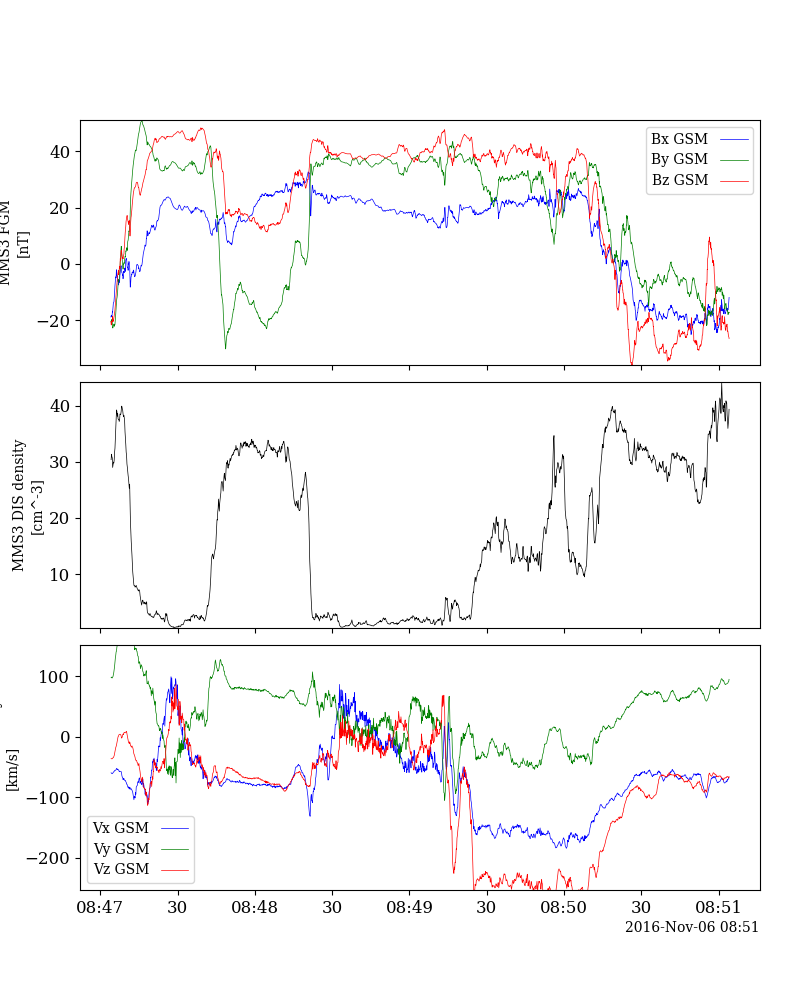 40
20
0
−20
MMS3 FGM
[nT]
Bx GSM
By GSM
Bz GSM
40
30
20
10
MMS3 DIS density
[cm^-3]
100
0
−100
−200
[km/s]
Vx GSM
Vy GSM
Vz GSM
08:47 30 08:48 30 08:49 30 08:50 30 08:51
2016-Nov-06 08:51